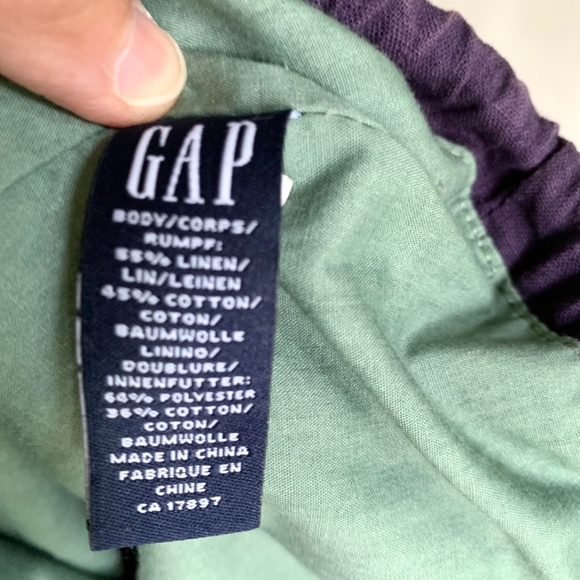 GAP
BODY/CORPS/
RUMPF:
55% LINEN/
LIN/LEINEN
45% COTTON/
COTON/
BAUMWOLLE
LINING/
DOUBLURE/
INNENFUTTER:
64% POLYESTER
36% COTTON/
COTON/
BAUMWOLLE
MADE IN CHINA
FABRIQUE EN
CHINE
CA 17897